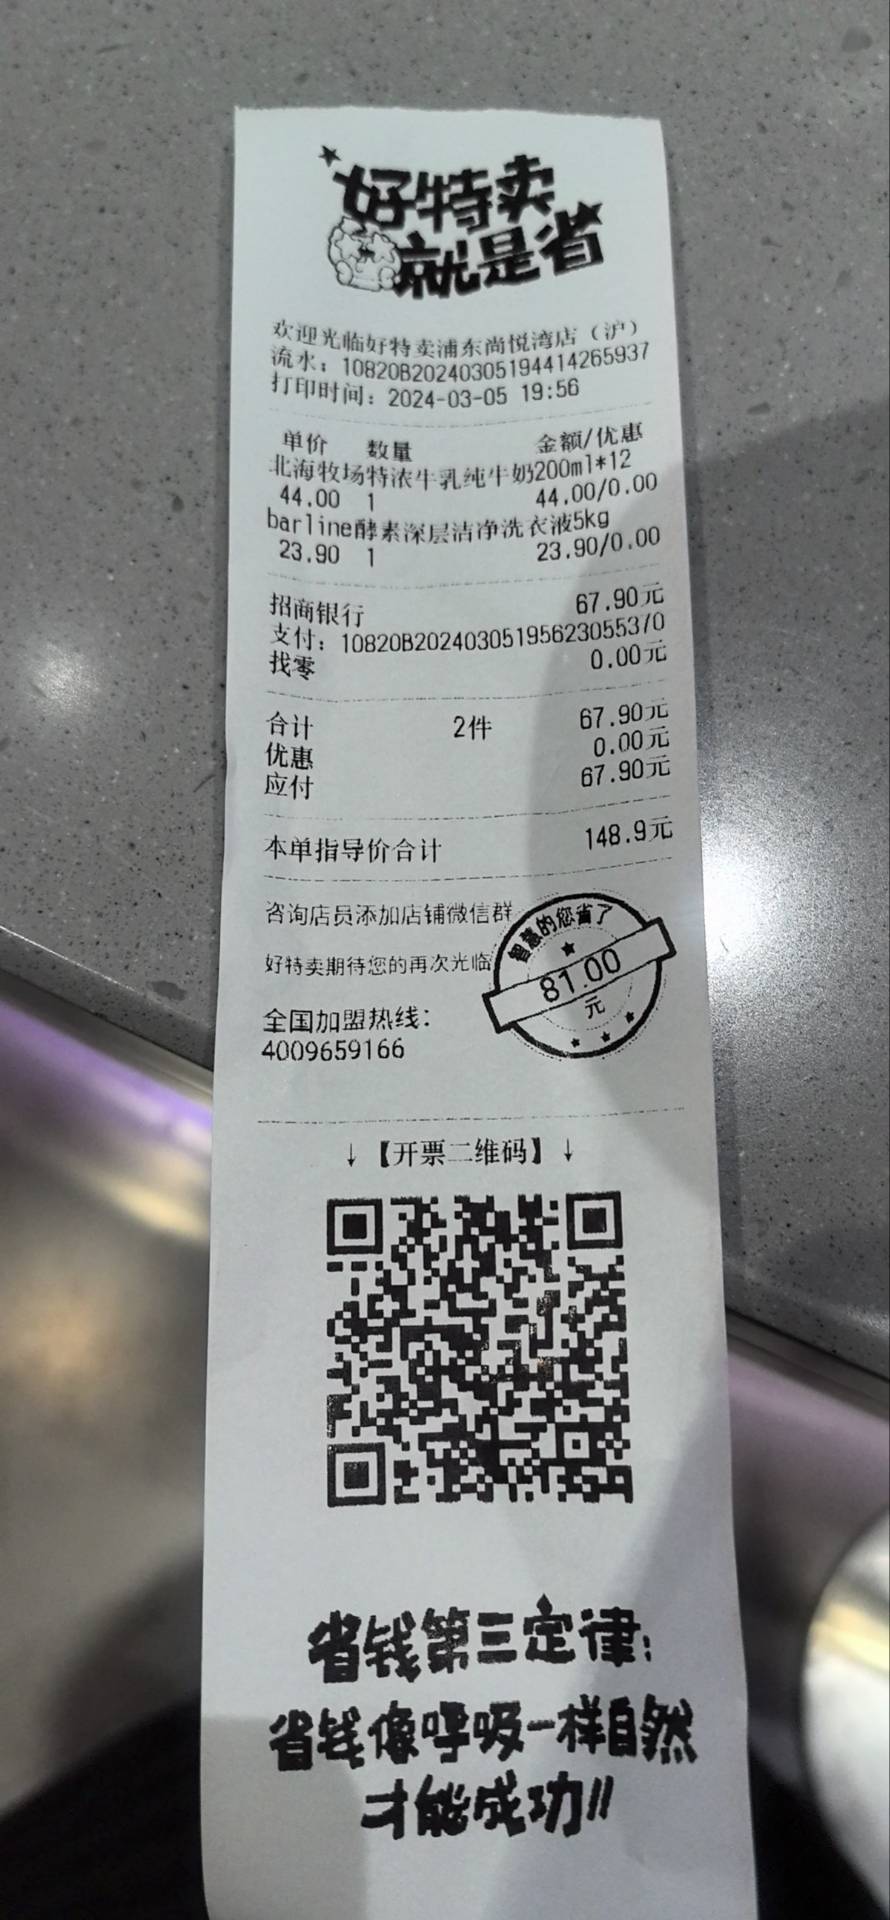 好特卖
就是省
欢迎光临好特卖浦东尚悦湾店（沪）
流水：10820B20240305194414265937
打印时间：2024-03-05 19:56
单价 数量 金额/优惠
北海牧场特浓牛乳纯牛奶200ml*12
44.00 1 44.00/0.00
barline酵素深层洁净洗衣液5kg
23.90 1 23.90/0.00
招商银行 67.90元
支付：10820B20240305195623055370
找零 0.00元
合计 2件 67.90元
优惠 0.00元
应付 67.90元
本单指导价合计 148.9元
咨询店员添加店铺微信群
好特卖期待您的再次光临
智慧的您省了
81.00
元
全国加盟热线：
4009659166
↓【开票二维码】↓
省钱第三定律：
省钱像呼吸一样自然
才能成功!!